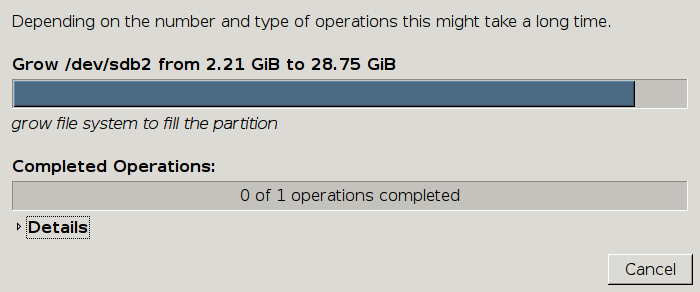 Depending on the number and type of operations this might take a long time.
Grow /dev/sdb2 from 2.21 GiB to 28.75 GiB
grow file system to fill the partition
Completed Operations:
0 of 1 operations completed
Details
Cancel